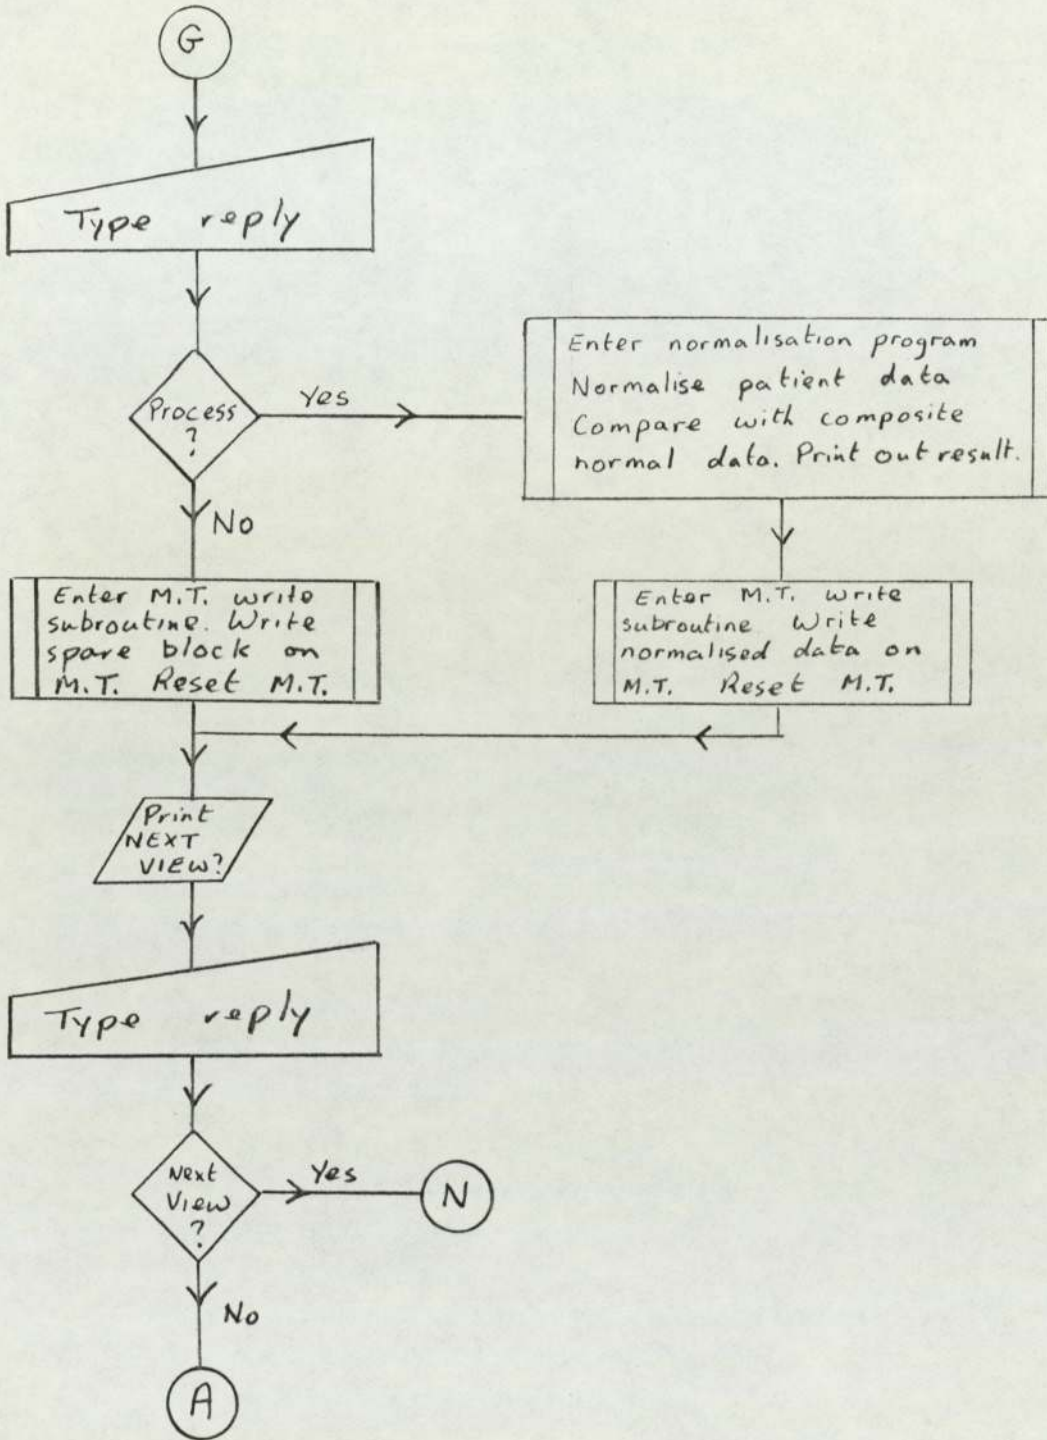 G
Type reply
Process
?
Yes
Enter normalisation program
Normalise patient data
Compare with composite
normal data. Print out result.
No
Enter M.T. write
subroutine. Write
spare block on
M.T. Reset M.T.
Enter M.T. write
subroutine Write
normalised data on
M.T. Reset M.T.
Print
NEXT
VIEW?
Type reply
Next
View
?
Yes
N
No
A